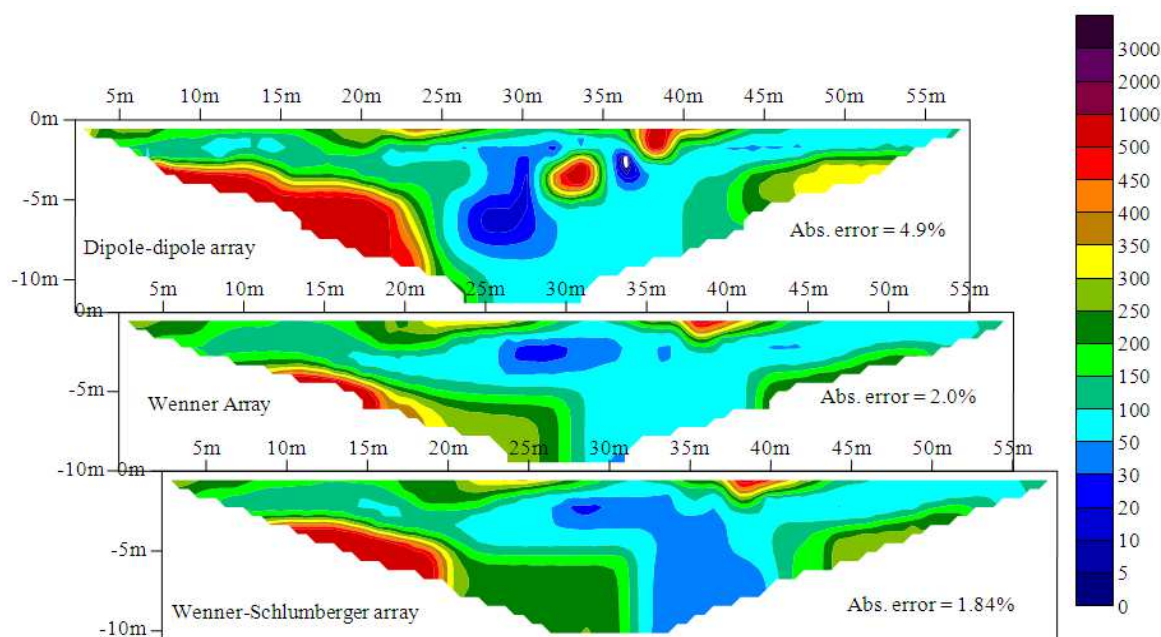 5m 10m 15m 20m 25m 30m 35m 40m 45m 50m 55m
0m
-5m
-10m
Dipole-dipole array
Abs. error = 4.9%
5m 10m 15m 20m 25m 30m 35m 40m 45m 50m 55m
0m
-5m
-10m
Wenner Array
Abs. error = 2.0%
5m 10m 15m 20m 25m 30m 35m 40m 45m 50m 55m
0m
-5m
-10m
Wenner-Schlumberger array
Abs. error = 1.84%
3000
2000
1000
500
450
400
350
300
250
200
150
100
50
30
20
10
5
0